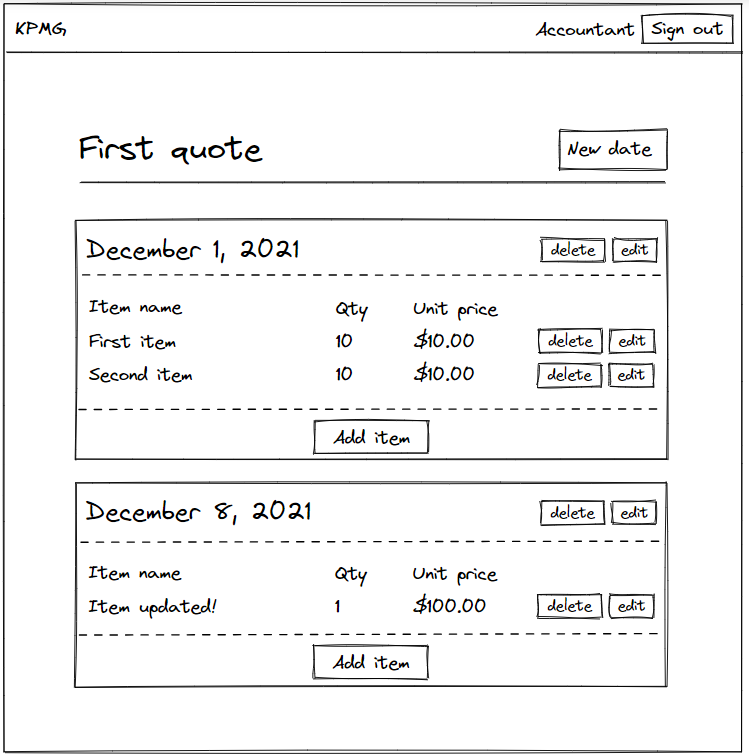 KPMG Accountant Sign out
First quote New date
December 1, 2021 delete edit
Item name Qty Unit price
First item 10 $10.00 delete edit
Second item 10 $10.00 delete edit
Add item
December 8, 2021 delete edit
Item name Qty Unit price
Item updated! 1 $100.00 delete edit
Add item